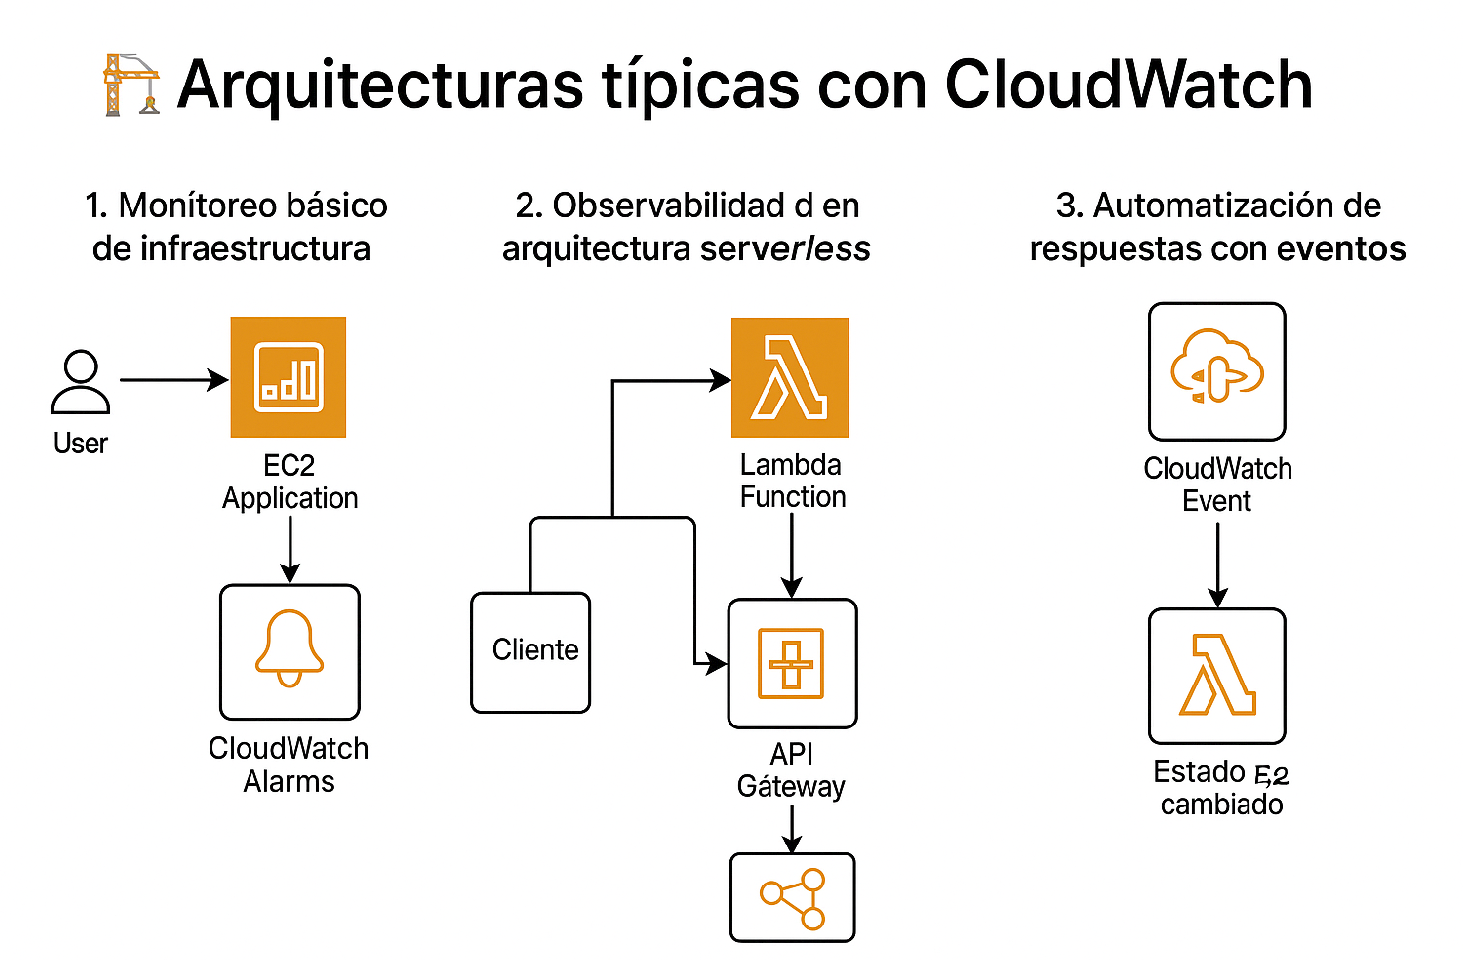 Arquitecturas típicas con CloudWatch
1. Monítoreo básico
de infraestructura
2. Observabilidad d en
arquitectura serverless
3. Automatización de
respuestas con eventos
User
EC2
Application
CloudWatch
Alarms
Cliente
Lambda
Function
API
Gáteway
CloudWatch
Event
Estado
cambiado